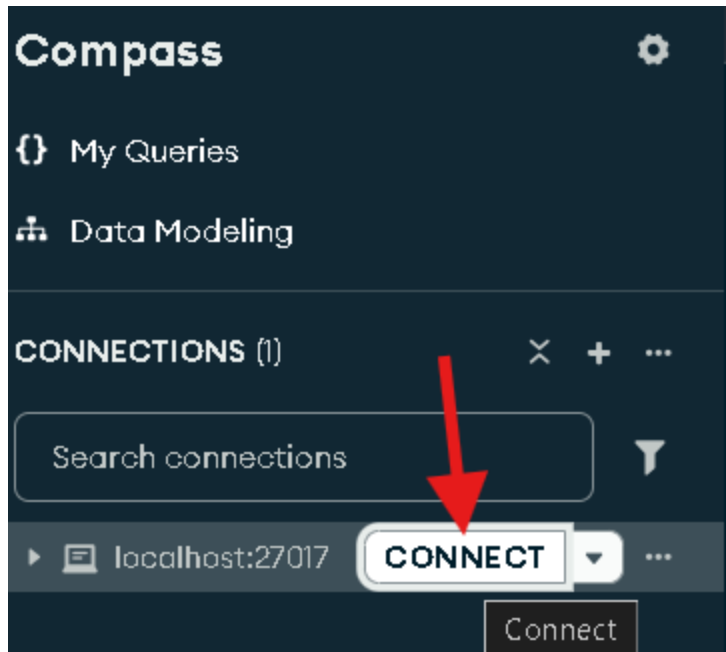 Compass
{} My Queries
Data Modeling
CONNECTIONS (1)
Search connections
localhost:27017 CONNECT
Connect